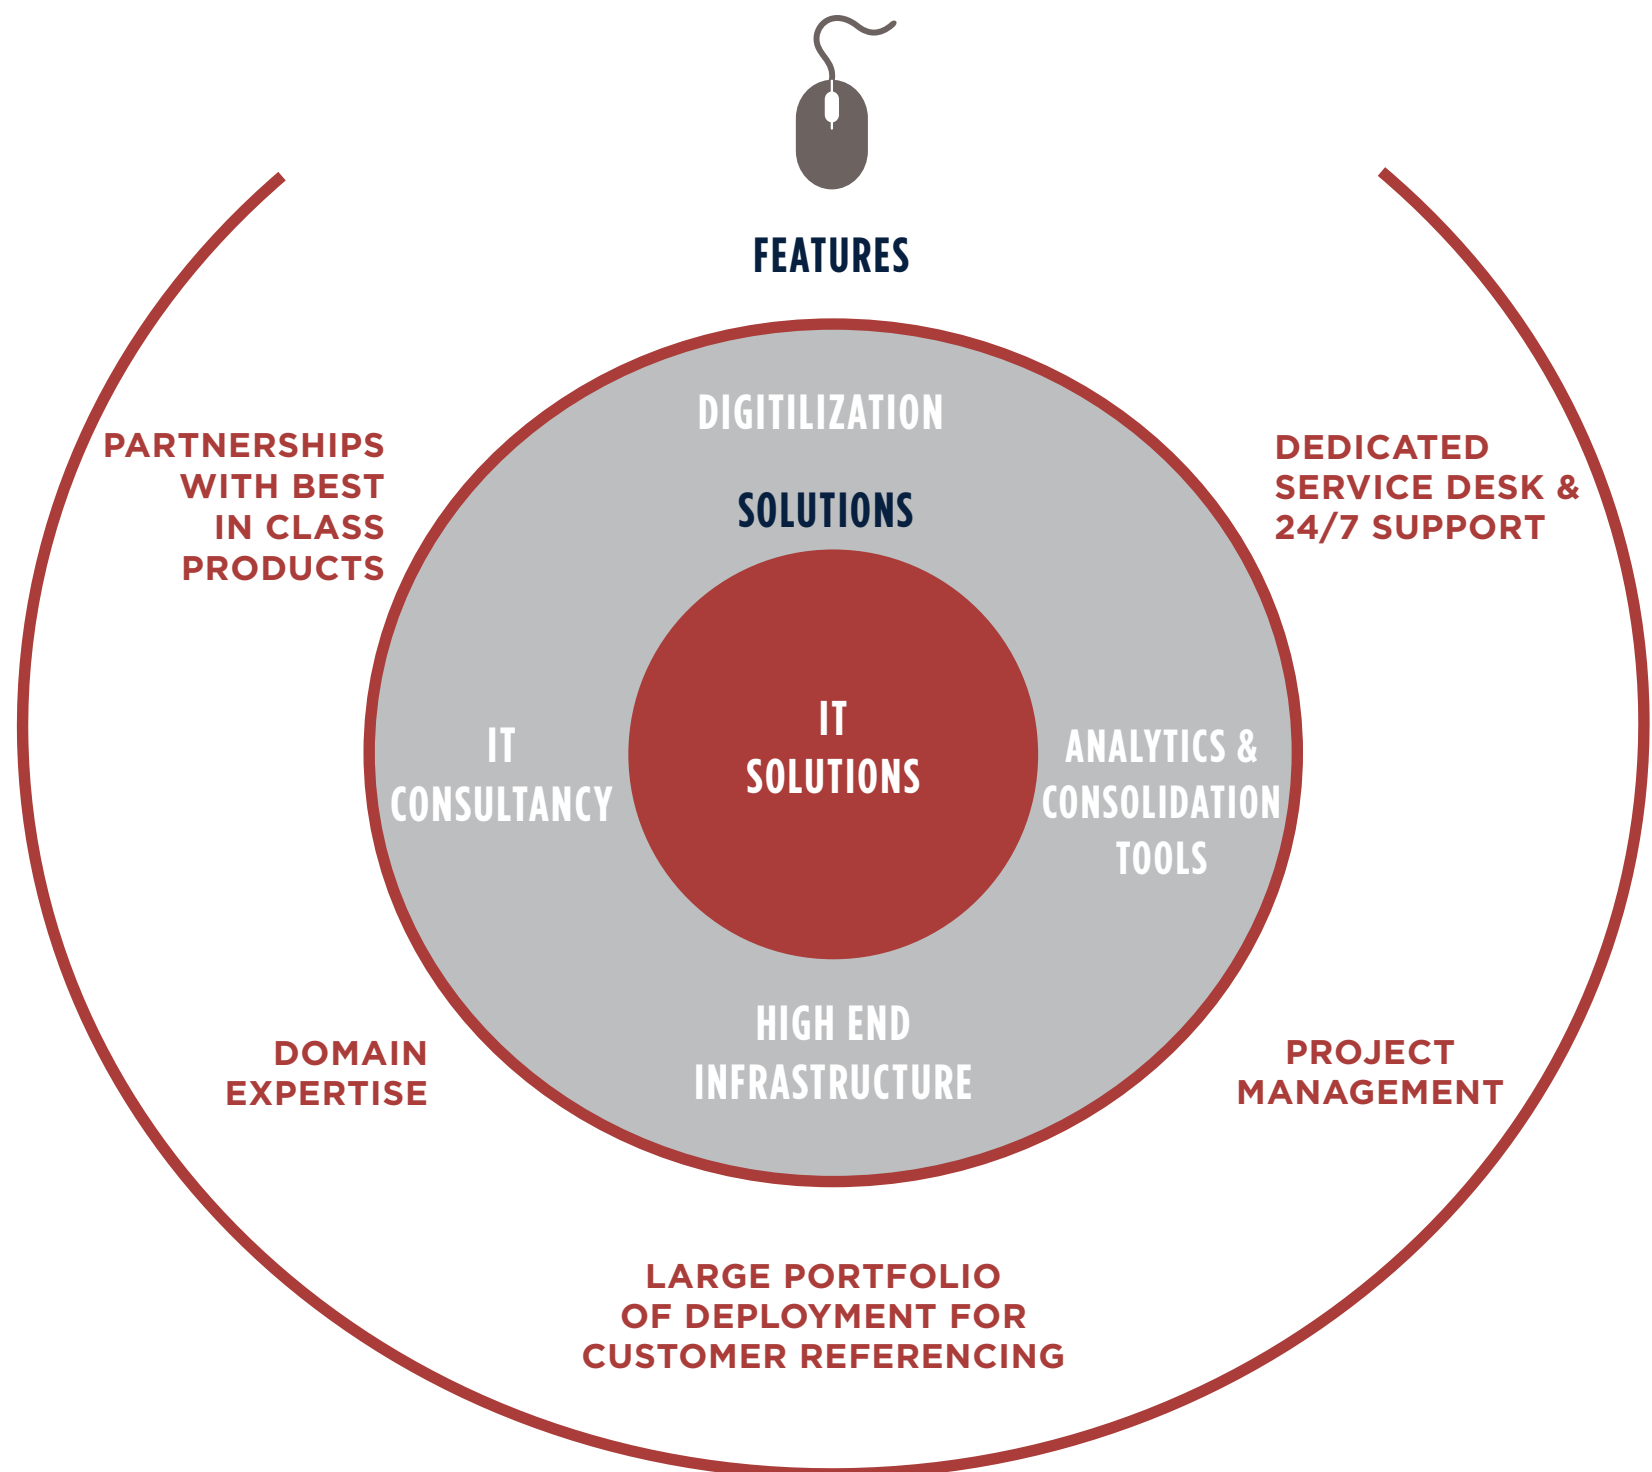 FEATURES
DIGITILIZATION
SOLUTIONS
PARTNERSHIPS
WITH BEST
IN CLASS
PRODUCTS
DEDICATED
SERVICE DESK &
24/7 SUPPORT
IT
CONSULTANCY
IT
SOLUTIONS
ANALYTICS &
CONSOLIDATION
TOOLS
HIGH END
INFRASTRUCTURE
DOMAIN
EXPERTISE
PROJECT
MANAGEMENT
LARGE PORTFOLIO
OF DEPLOYMENT FOR
CUSTOMER REFERENCING